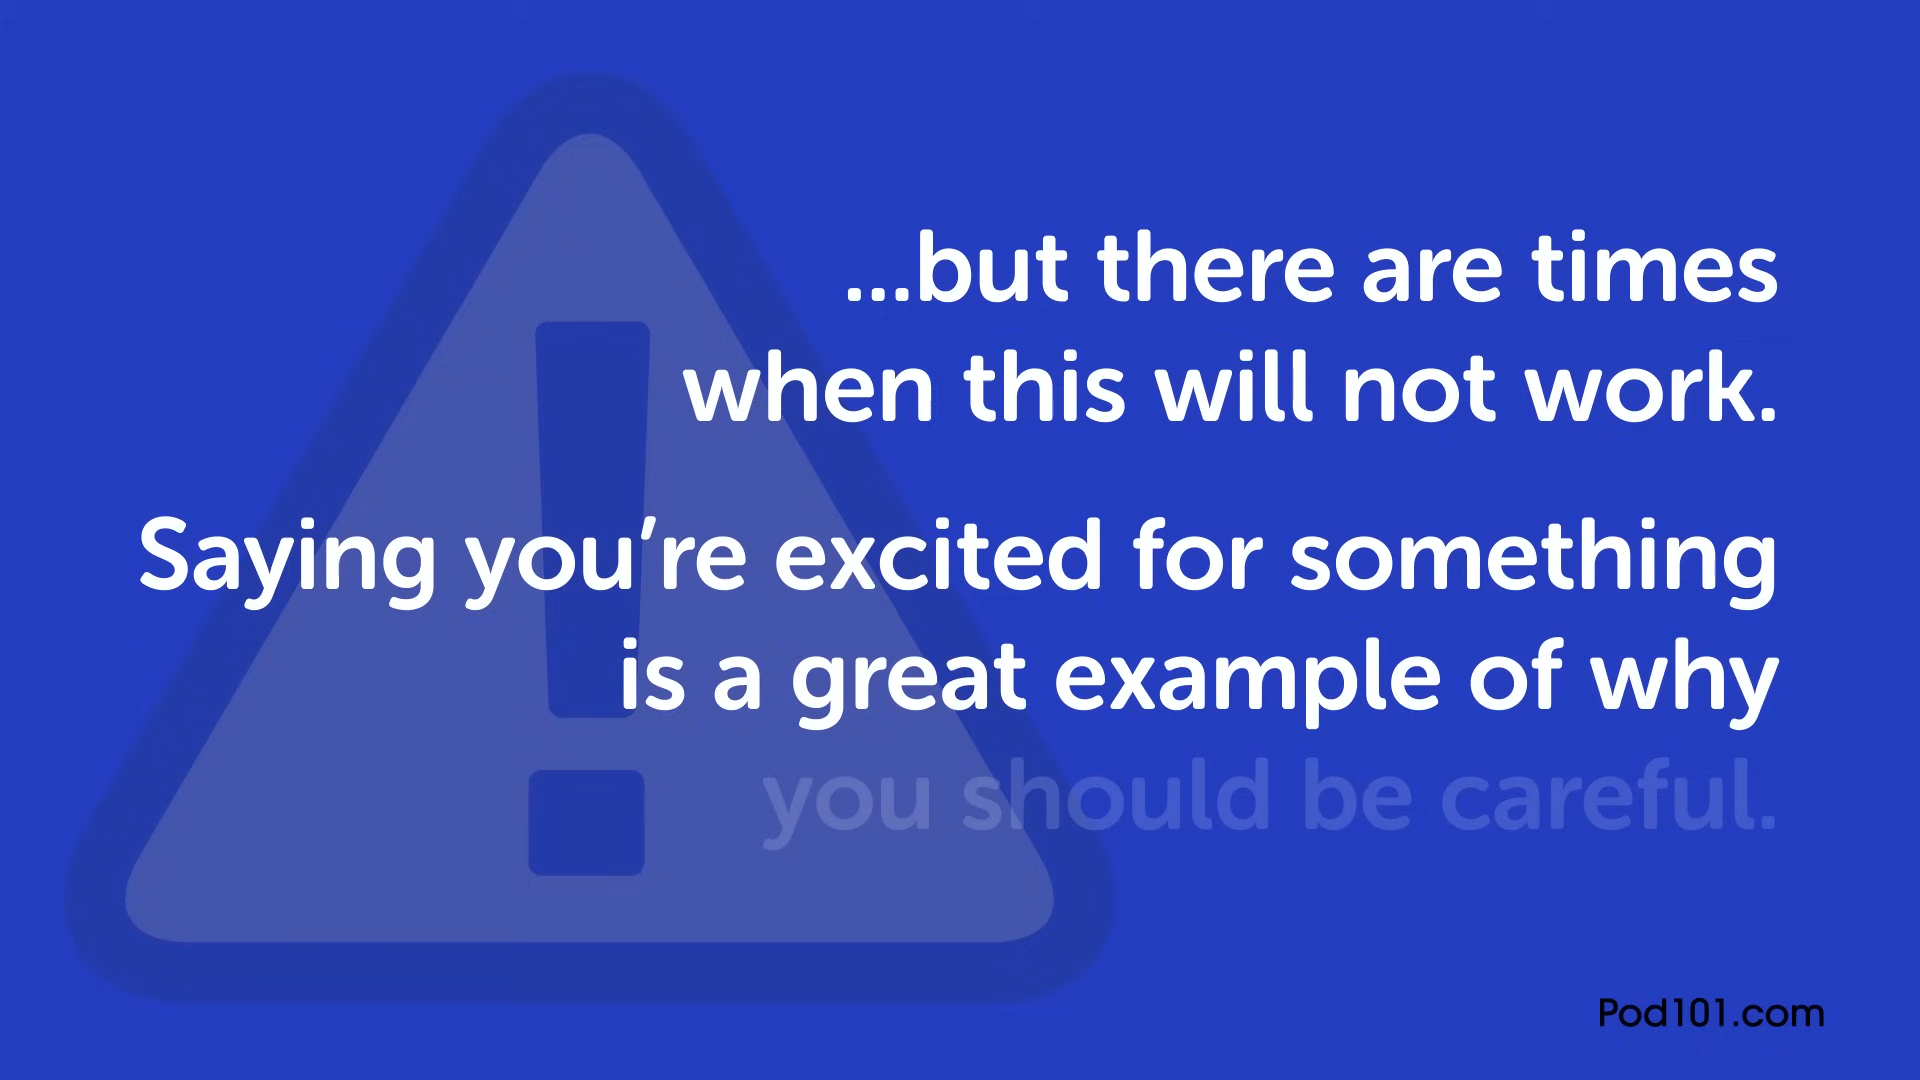 ...but there are times
when this will not work.
Saying you’re excited for something
is a great example of why
you should be careful.
Pod101.com